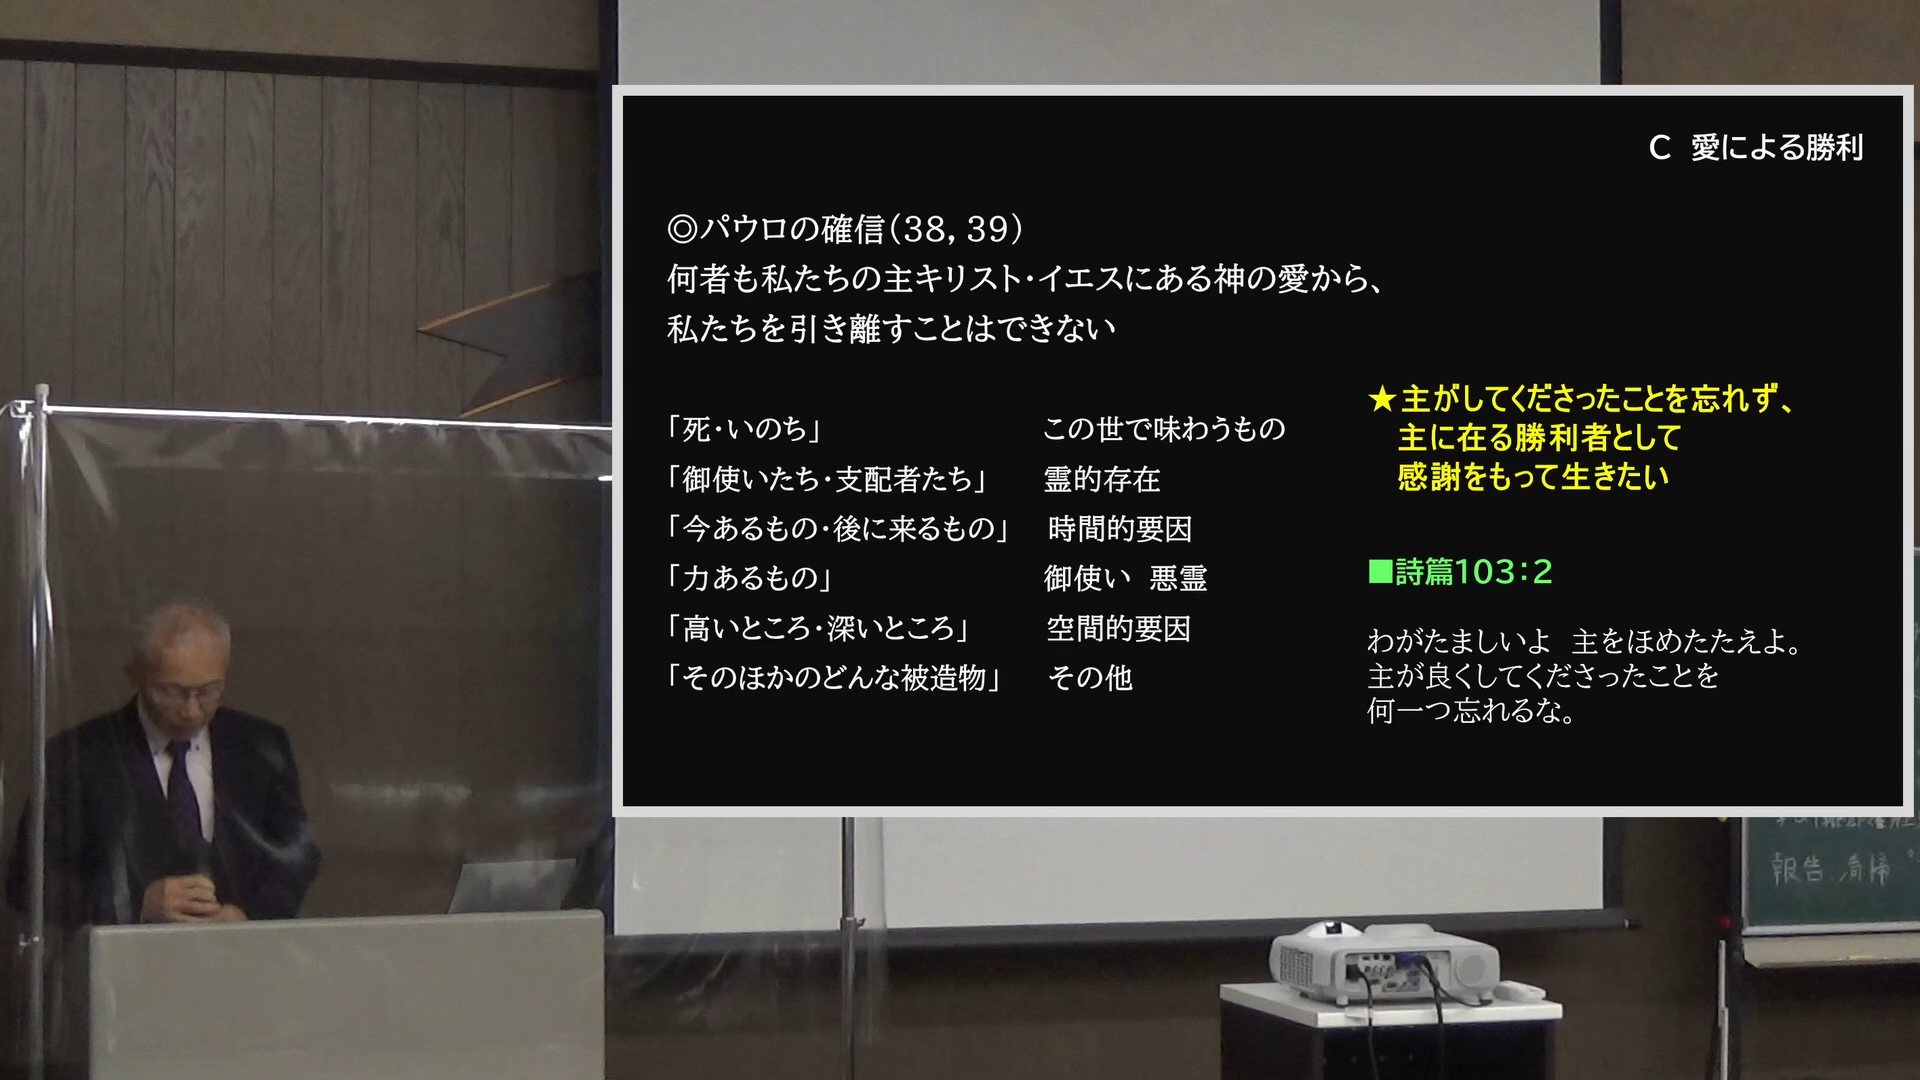 C 愛による勝利
◎パウロの確信(38, 39)
何者も私たちの主キリスト・イエスにある神の愛から、
私たちを引き離すことはできない
「死・いのち」 この世で味わうもの
「御使いたち・支配者たち」 霊的存在
「今あるもの・後に来るもの」 時間的要因
「力あるもの」 御使い 悪霊
「高いところ・深いところ」 空間的要因
「そのほかのどんな被造物」 その他
★主がしてくださったことを忘れず、
主に在る勝利者として
感謝をもって生きたい
■詩篇103:2
わがたましいよ 主をほめたたえよ。
主が良くしてくださったことを
何一つ忘れるな。
報告